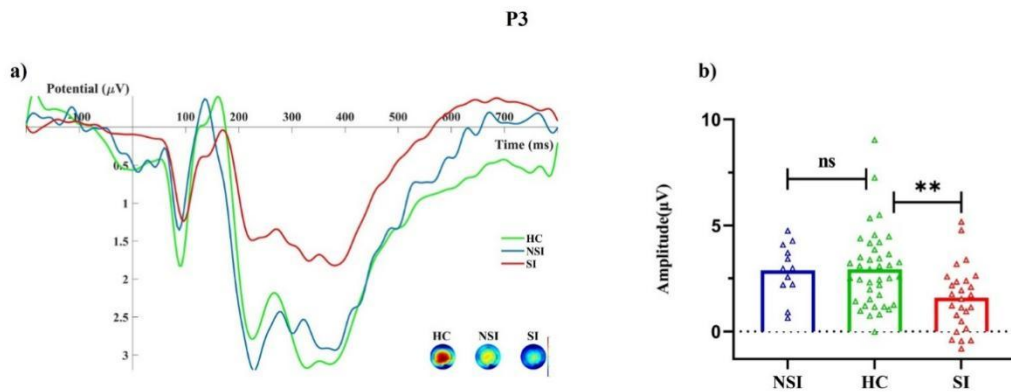 P3
a)
Potential (μV)
-100 100 200 300 400 500 600 700
Time (ms)
0.5
1
1.5
2
2.5
3
HC
NSI
SI
HC NSI SI
b)
Amplitude(μV)
10
5
0
ns
**
NSI HC SI